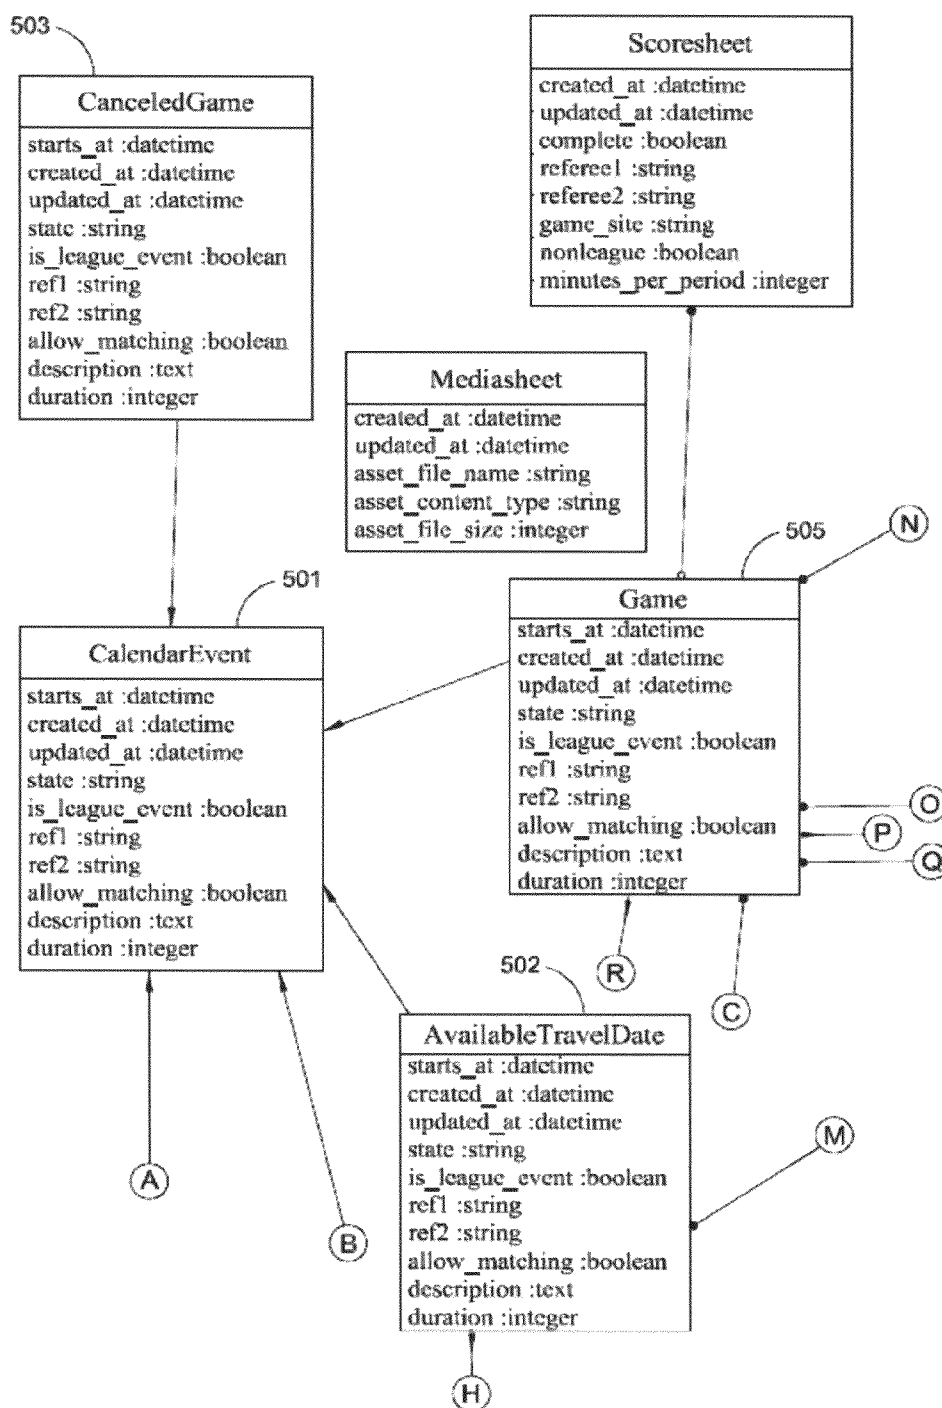 503
CanceledGame
starts_at :datetime
created_at :datetime
updated_at :datetime
state :string
is_league_event :boolean
ref1 :string
ref2 :string
allow_matching :boolean
description :text
duration :integer
Scoresheet
created_at :datetime
updated_at :datetime
complete :boolean
referee1 :string
referee2 :string
game_site :string
nonleague :boolean
minutes_per_period :integer
Mediasheet
created_at :datetime
updated_at :datetime
asset_file_name :string
asset_content_type :string
asset_file_size :integer
501
CalendarEvent
starts_at :datetime
created_at :datetime
updated_at :datetime
state :string
is_league_event :boolean
ref1 :string
ref2 :string
allow_matching :boolean
description :text
duration :integer
505
N
Game
starts_at :datetime
created_at :datetime
updated_at :datetime
state :string
is_league_event :boolean
ref1 :string
ref2 :string
allow_matching :boolean
description :text
duration :integer
O
P
Q
R
C
502
AvailableTravelDate
starts_at :datetime
created_at :datetime
updated_at :datetime
state :string
is_league_event :boolean
ref1 :string
ref2 :string
allow_matching :boolean
description :text
duration :integer
M
A
B
H